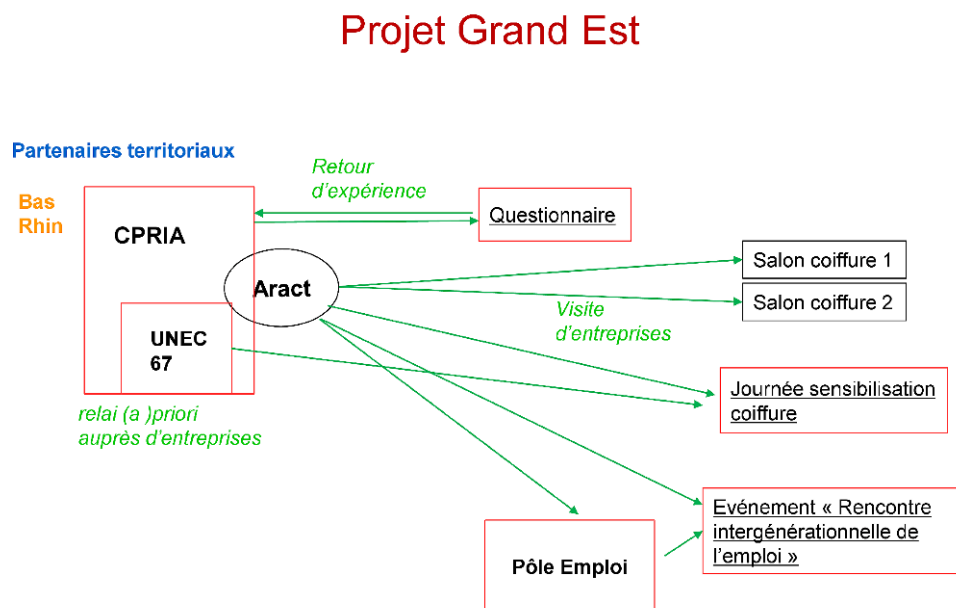 Projet Grand Est
Partenaires territoriaux
Bas
Rhin
CPRIA
Retour
d'expérience
Questionnaire
Aract
Salon coiffure 1
Salon coiffure 2
Visite
d'entreprises
UNEC
67
relai (a )priori
auprès d'entreprises
Journée sensibilisation
coiffure
Evénement « Rencontre
intergénérationnelle de
l'emploi »
Pôle Emploi